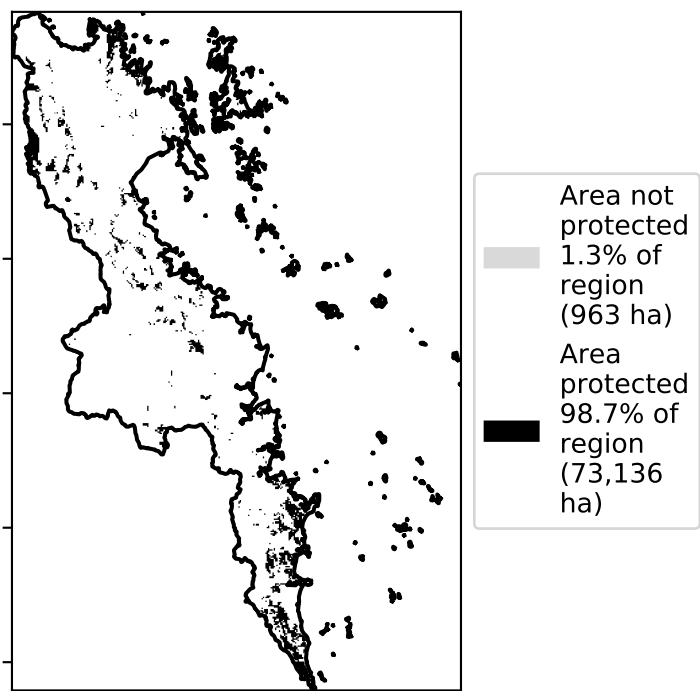 Area not
protected
1.3% of
region
(963 ha)
Area
protected
98.7% of
region
(73,136
ha)